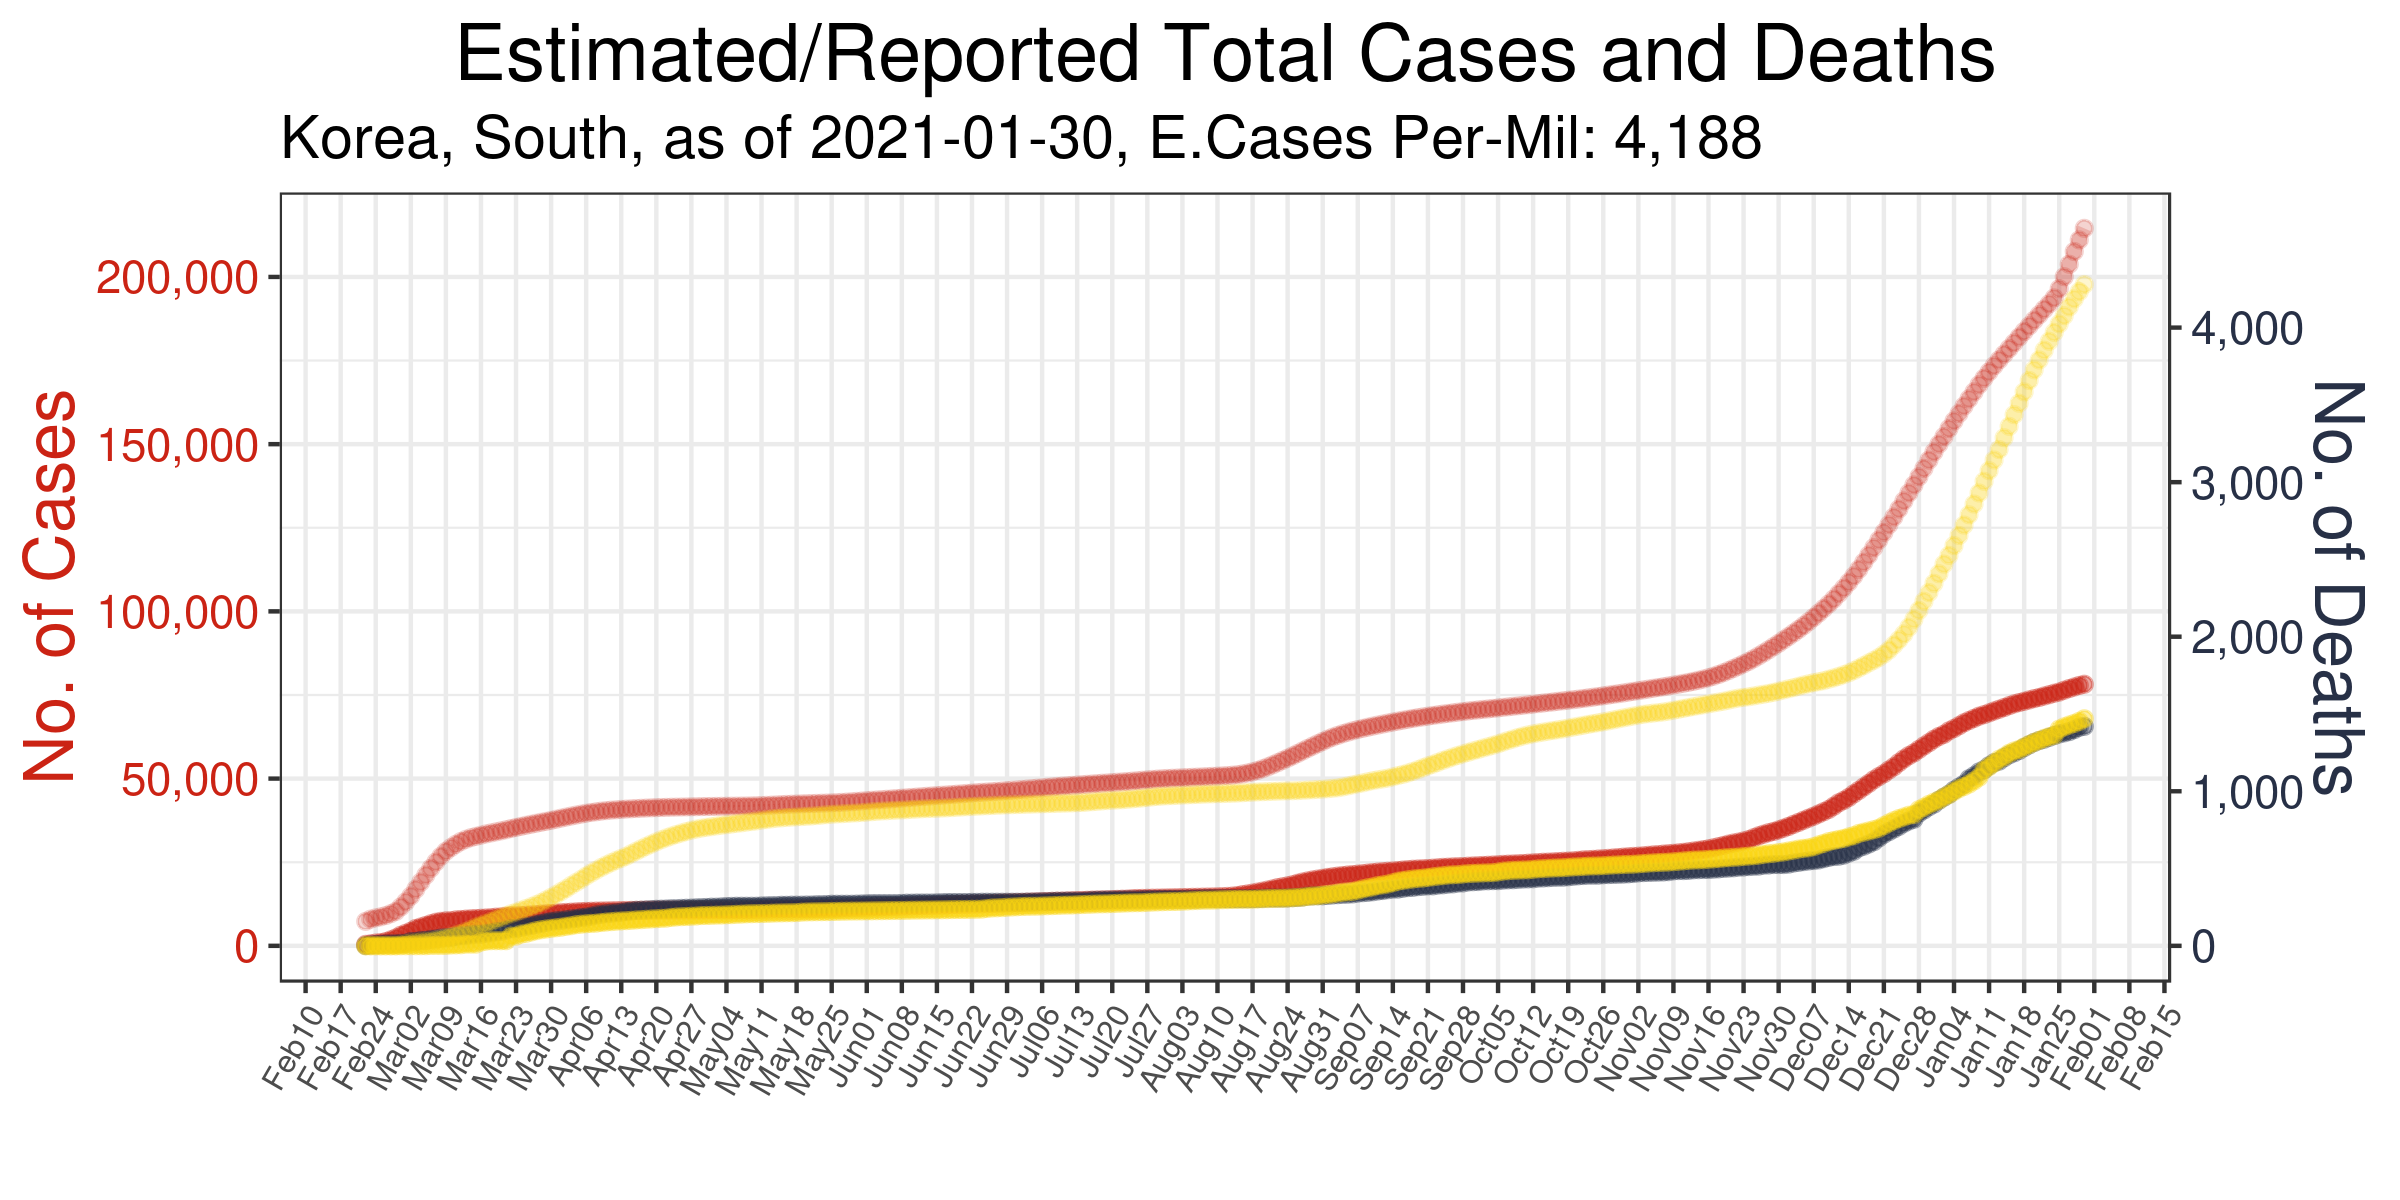 Estimated/Reported Total Cases and Deaths
Korea, South, as of 2021-01-30, E.Cases Per-Mil: 4,188
No. of Cases
200,000
150,000
100,000
50,000
0
4,000
3,000
2,000
1,000
0
No. of Deaths
Feb10
Feb17
Feb24
Mar02
Mar09
Mar16
Mar23
Mar30
Apr06
Apr13
Apr20
Apr27
May04
May11
May18
May25
Jun01
Jun08
Jun15
Jun22
Jun29
Jul06
Jul13
Jul20
Jul27
Aug03
Aug10
Aug17
Aug24
Aug31
Sep07
Sep14
Sep21
Sep28
Oct05
Oct12
Oct19
Oct26
Nov02
Nov09
Nov16
Nov23
Nov30
Dec07
Dec14
Dec21
Dec28
Jan04
Jan11
Jan18
Jan25
Feb01
Feb08
Feb15